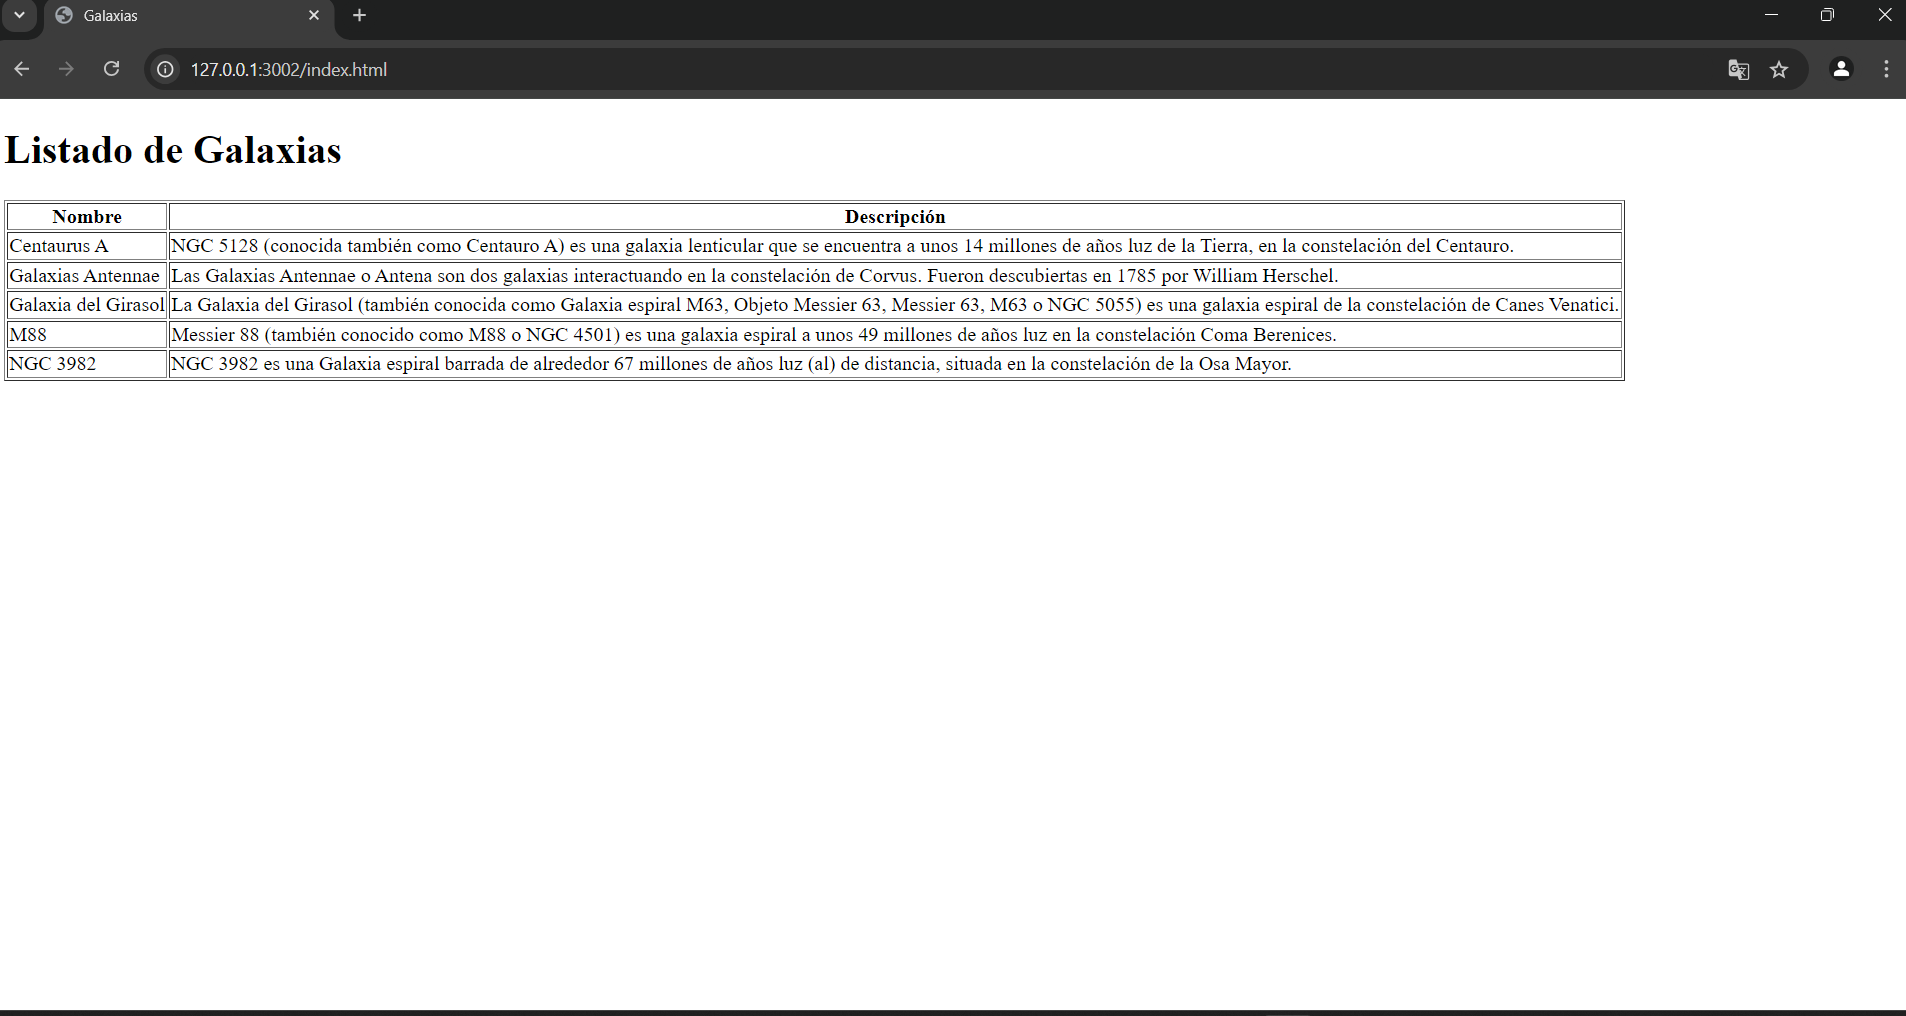 Galaxias
127.0.0.1:3002/index.html
Listado de Galaxias
Nombre Descripción
Centaurus A NGC 5128 (conocida también como Centauro A) es una galaxia lenticular que se encuentra a unos 14 millones de años luz de la Tierra, en la constelación del Centauro.
Galaxias Antennae Las Galaxias Antennae o Antena son dos galaxias interactuando en la constelación de Corvus. Fueron descubiertas en 1785 por William Herschel.
Galaxia del Girasol La Galaxia del Girasol (también conocida como Galaxia espiral M63, Objeto Messier 63, Messier 63, M63 o NGC 5055) es una galaxia espiral de la constelación de Canes Venatici.
M88 Messier 88 (también conocido como M88 o NGC 4501) es una galaxia espiral a unos 49 millones de años luz en la constelación Coma Berenices.
NGC 3982 NGC 3982 es una Galaxia espiral barrada de alrededor 67 millones de años luz (al) de distancia, situada en la constelación de la Osa Mayor.